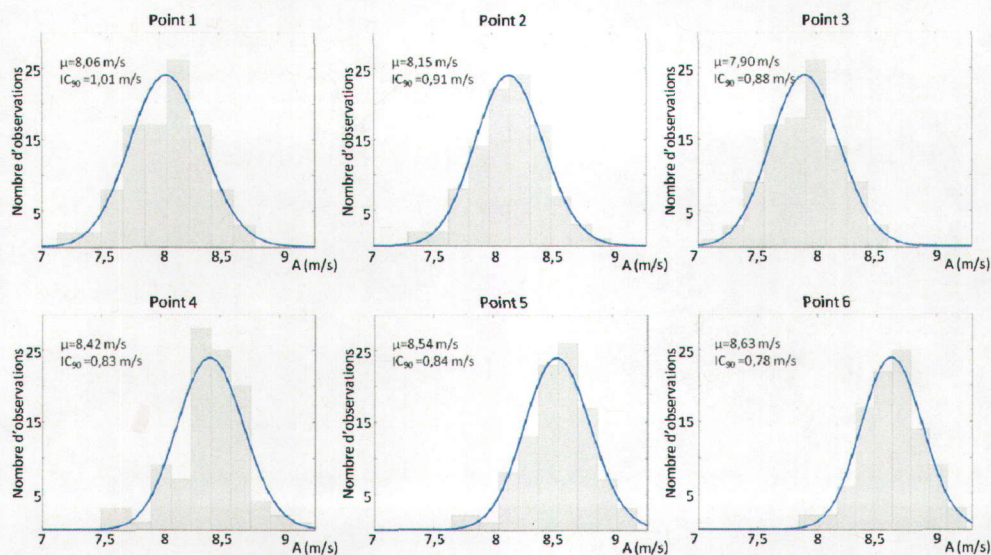 Point 1
Point 2
Point 3
Nombre d'observations
25
15
5
μ=8,06 m/s
IC₉₀ =1,01 m/s
7
7,5
8
8,5
9
A (m/s)
Nombre d'observations
25
15
5
μ=8,15 m/s
IC₉₀ =0,91 m/s
7
7,5
8
8,5
9
A (m/s)
Nombre d'observations
25
15
5
μ=7,90 m/s
IC₉₀ =0,88 m/s
7
7,5
8
8,5
9
A (m/s)
Point 4
Point 5
Point 6
Nombre d'observations
25
15
5
μ=8,42 m/s
IC₉₀ =0,83 m/s
7
7,5
8
8,5
9
A (m/s)
Nombre d'observations
25
15
5
μ=8,54 m/s
IC₉₀ =0,84 m/s
7
7,5
8
8,5
9
A (m/s)
Nombre d'observations
25
15
5
μ=8,63 m/s
IC₉₀ =0,78 m/s
7
7,5
8
8,5
9
A (m/s)